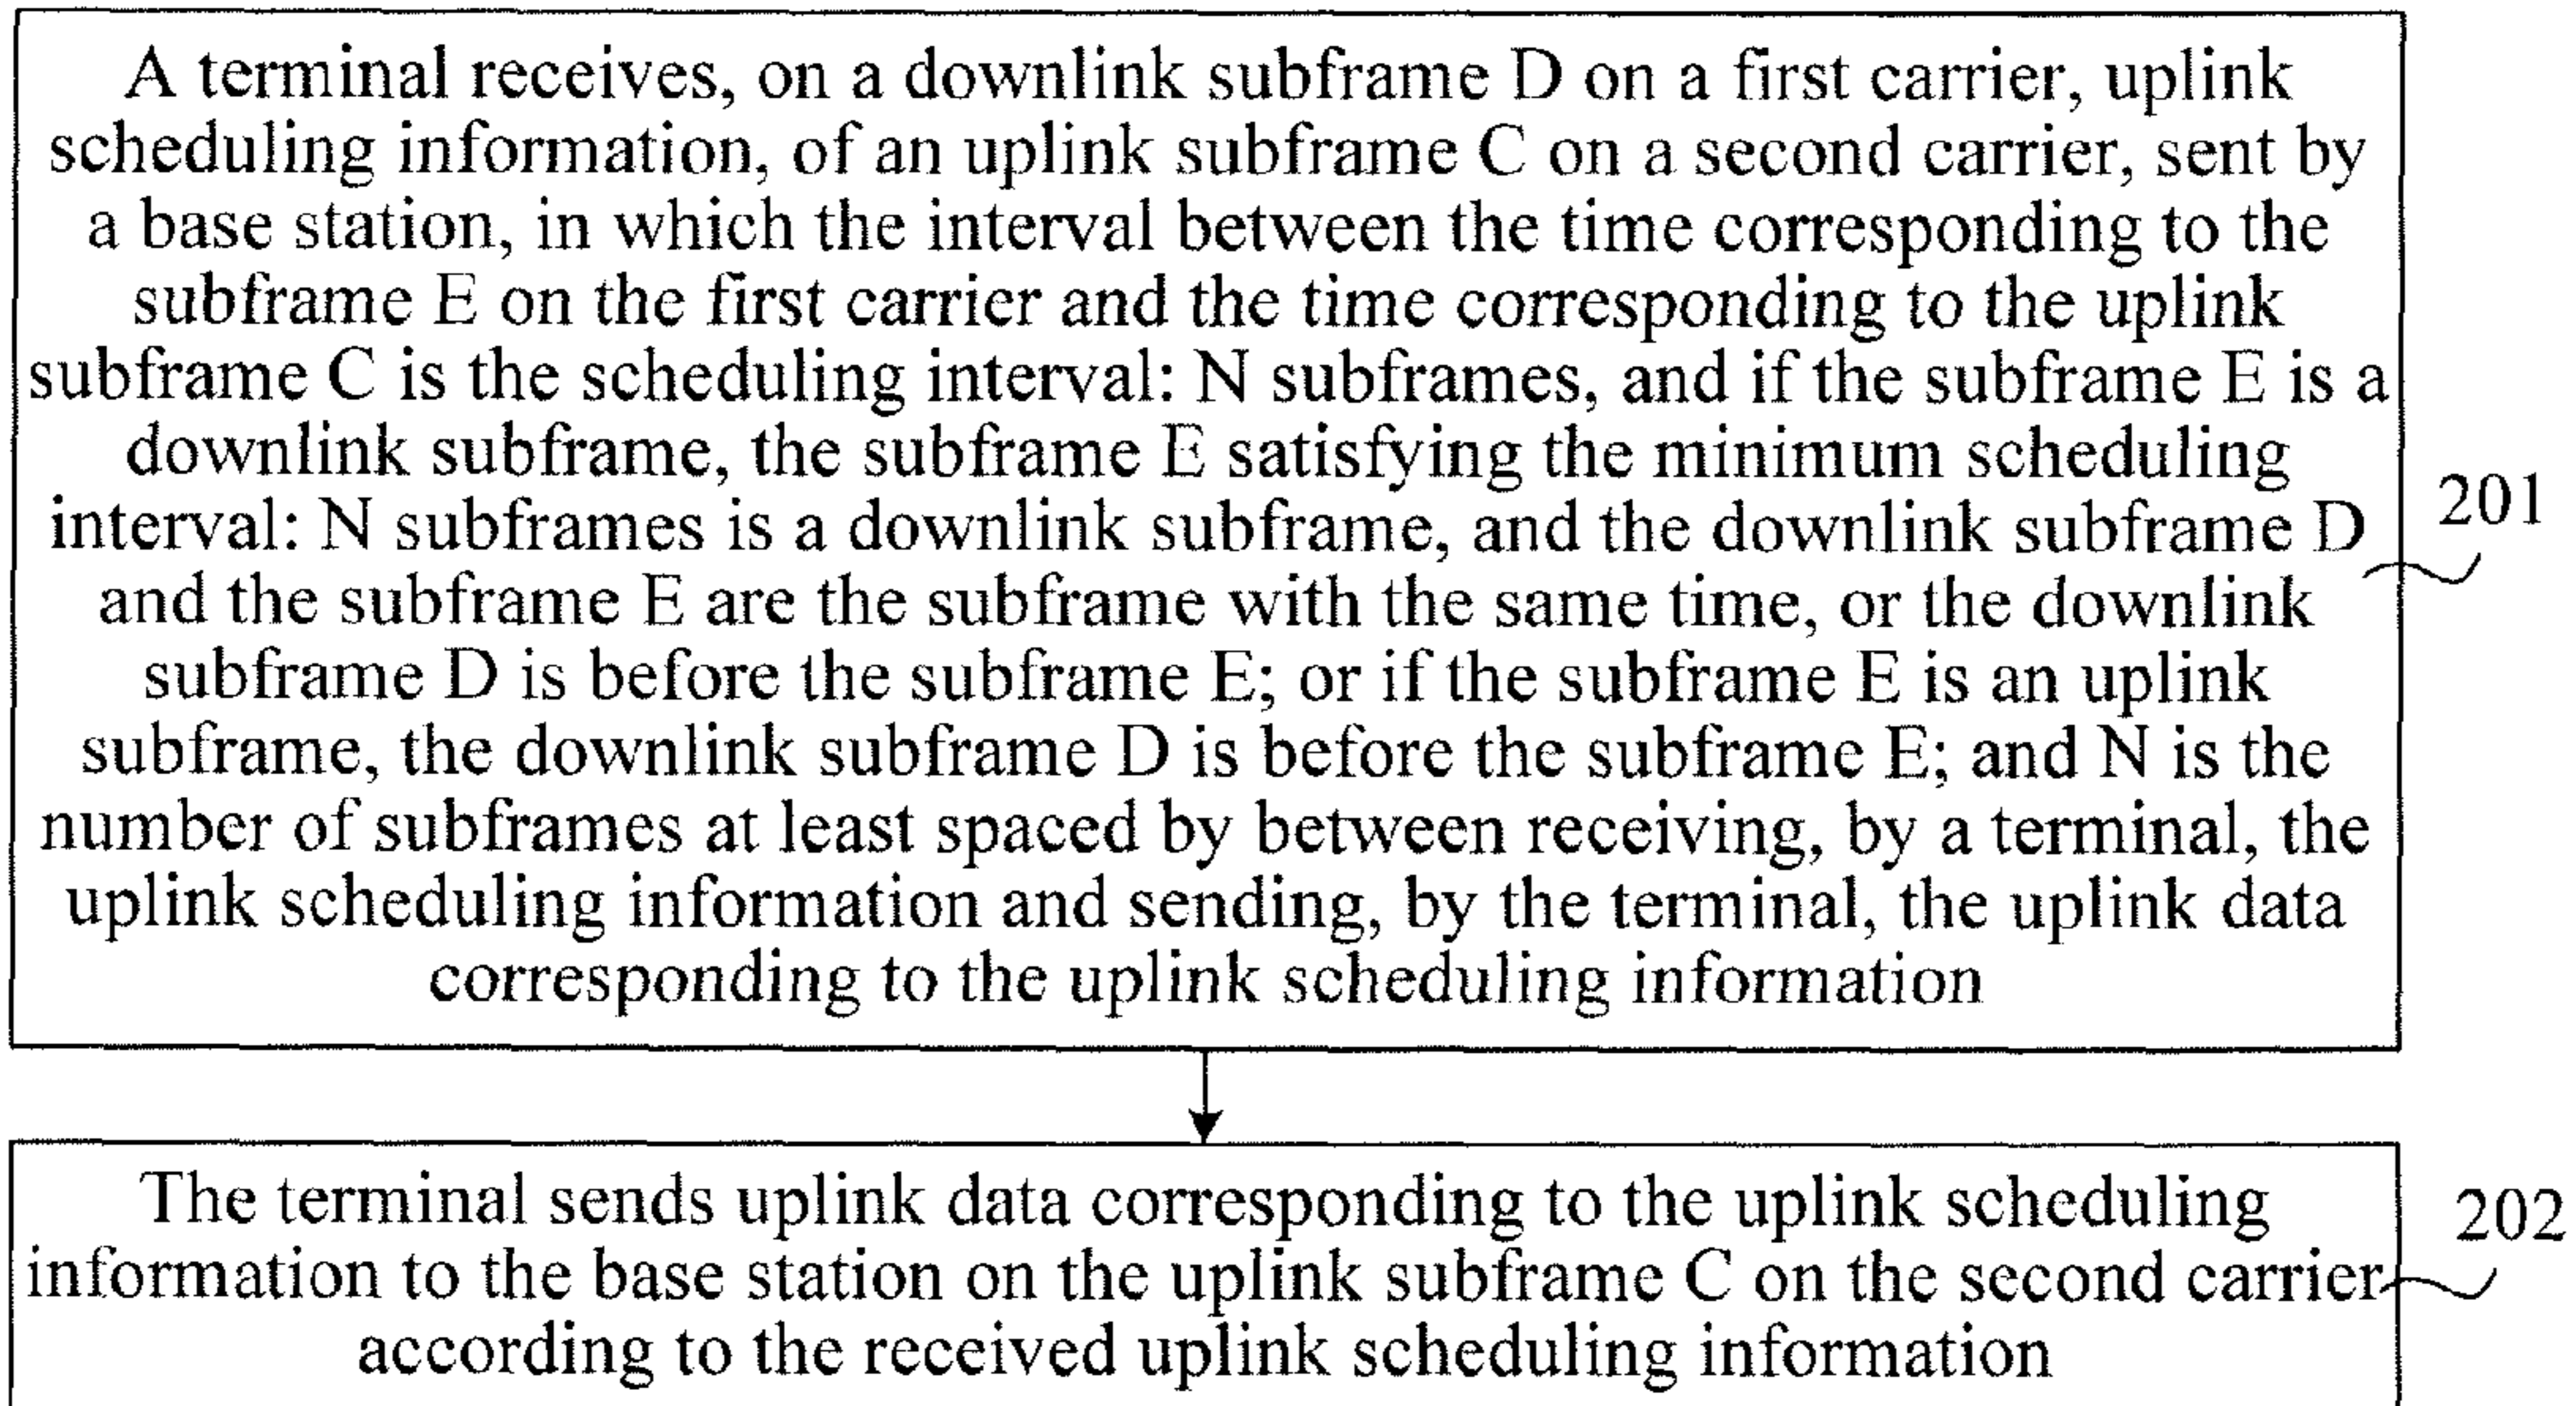 A terminal receives, on a downlink subframe D on a first carrier, uplink
scheduling information, of an uplink subframe C on a second carrier, sent by
a base station, in which the interval between the time corresponding to the
subframe E on the first carrier and the time corresponding to the uplink
subframe C is the scheduling interval: N subframes, and if the subframe E is a
downlink subframe, the subframe E satisfying the minimum scheduling
interval: N subframes is a downlink subframe, and the downlink subframe D
and the subframe E are the subframe with the same time, or the downlink
subframe D is before the subframe E; or if the subframe E is an uplink
subframe, the downlink subframe D is before the subframe E; and N is the
number of subframes at least spaced by between receiving, by a terminal, the
uplink scheduling information and sending, by the terminal, the uplink data
corresponding to the uplink scheduling information
201
The terminal sends uplink data corresponding to the uplink scheduling
information to the base station on the uplink subframe C on the second carrier
according to the received uplink scheduling information
202